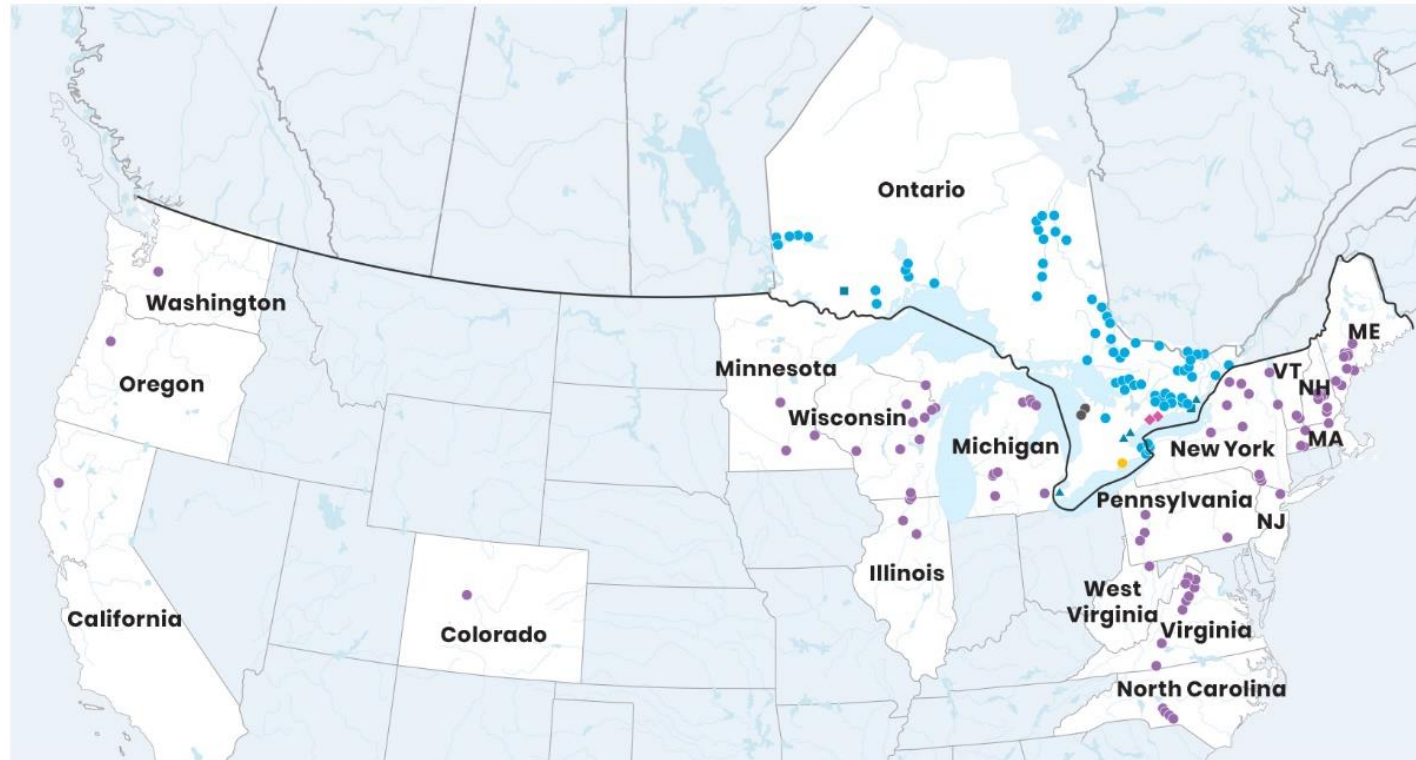 Ontario
Washington
ME
Minnesota
VT
Oregon
NH
Wisconsin
Michigan
New York
MA
Pennsylvania
NJ
Illinois
West
Virginia
California
Virginia
Colorado
North Carolina